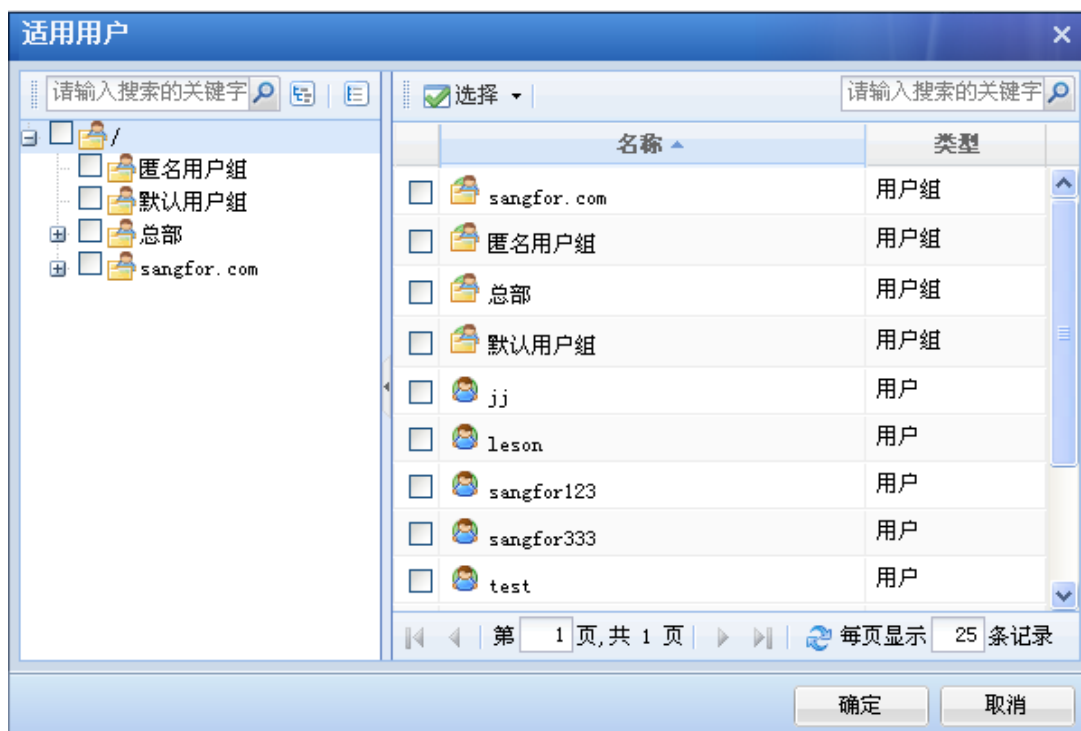 适用用户
请输入搜索的关键字
/
匿名用户组
默认用户组
总部
sangfor.com
选择
请输入搜索的关键字
名称 类型
sangfor.com 用户组
匿名用户组 用户组
总部 用户组
默认用户组 用户组
jj 用户
leson 用户
sangfor123 用户
sangfor333 用户
test 用户
第 1 页,共 1 页 每页显示 25 条记录
确定 取消